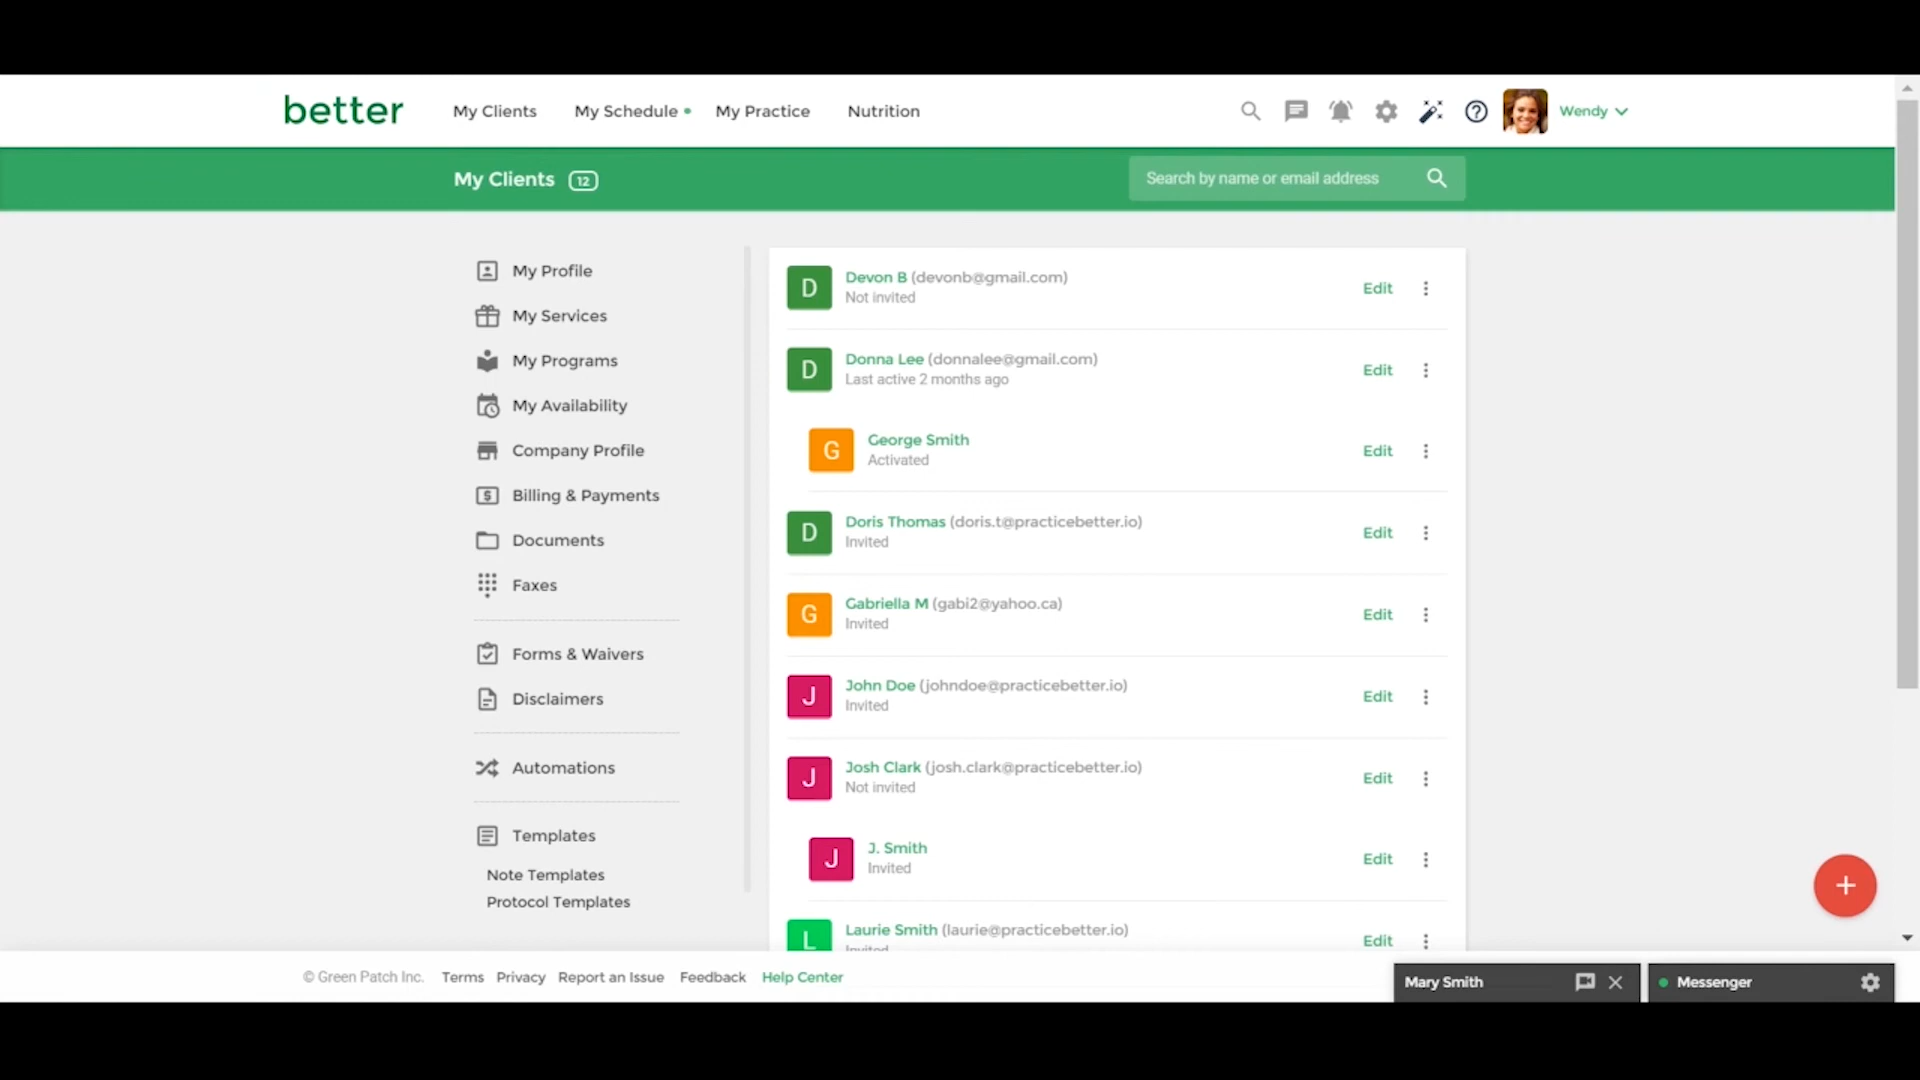 better
My Clients
My Schedule
My Practice
Nutrition
Wendy
My Clients 12
Search by name or email address
My Profile
My Services
My Programs
My Availability
Company Profile
Billing & Payments
Documents
Faxes
Forms & Waivers
Disclaimers
Automations
Templates
Note Templates
Protocol Templates
D
Devon B (devonb@gmail.com)
Not invited
Edit
D
Donna Lee (donnalee@gmail.com)
Last active 2 months ago
Edit
G
George Smith
Activated
Edit
D
Doris Thomas (doris.t@practicebetter.io)
Invited
Edit
G
Gabriella M (gabi2@yahoo.ca)
Invited
Edit
J
John Doe (johndoe@practicebetter.io)
Invited
Edit
J
Josh Clark (josh.clark@practicebetter.io)
Not invited
Edit
J
J. Smith
Invited
Edit
L
Laurie Smith (laurie@practicebetter.io)
Invited
Edit
© Green Patch Inc.
Terms
Privacy
Report an Issue
Feedback
Help Center
Mary Smith
Messenger